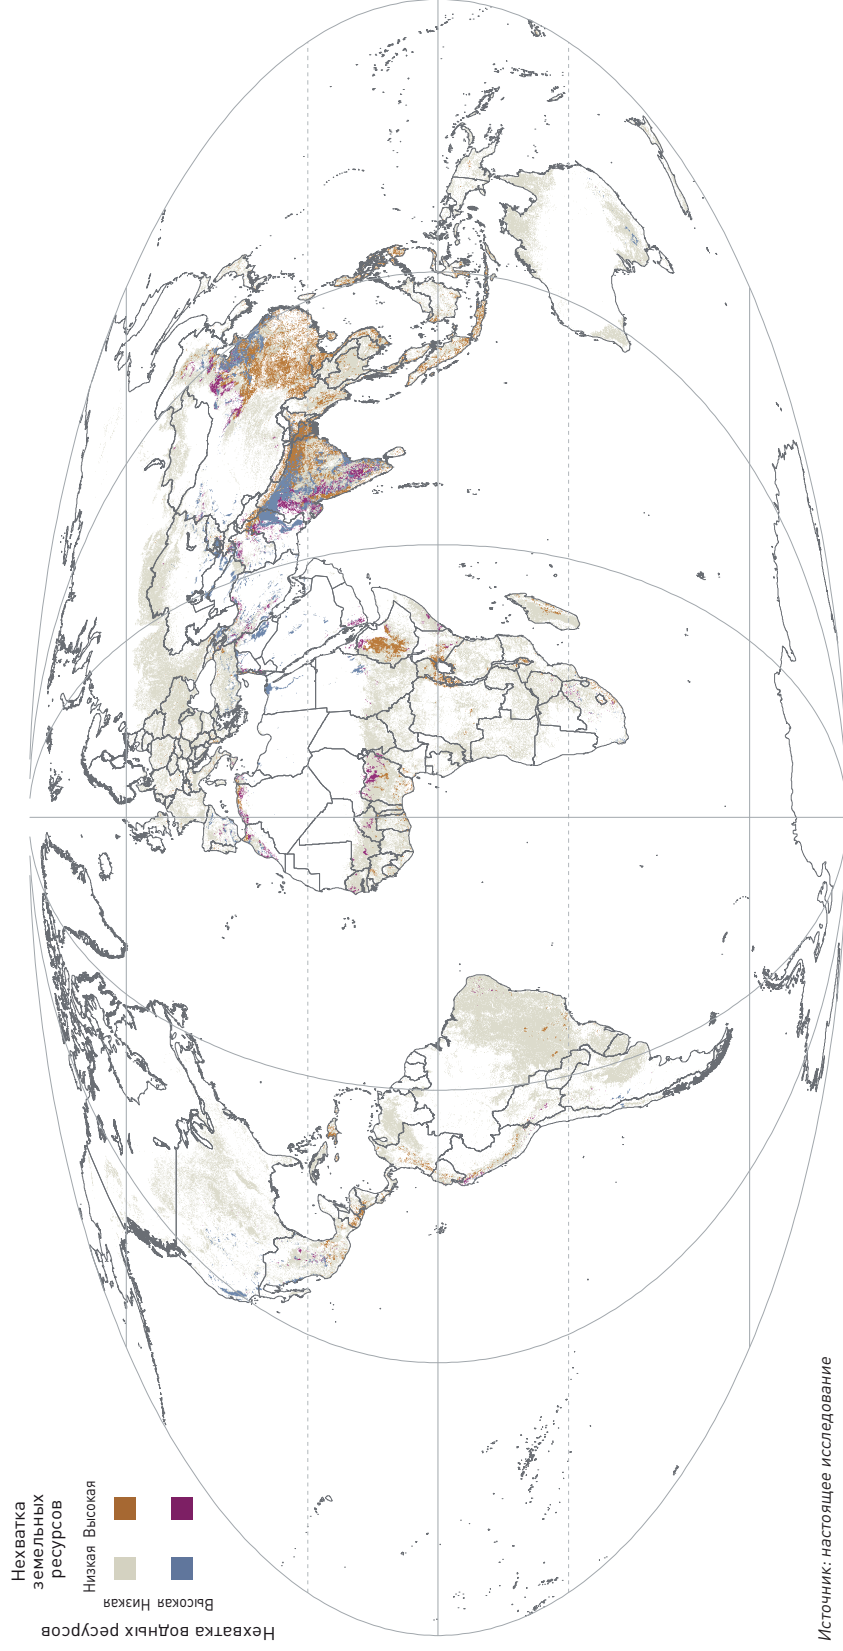 Нехватка
земельных
ресурсов
Низкая Высокая
Высокая Низкая
Нехватка водных ресурсов
Источник: настоящее исследование